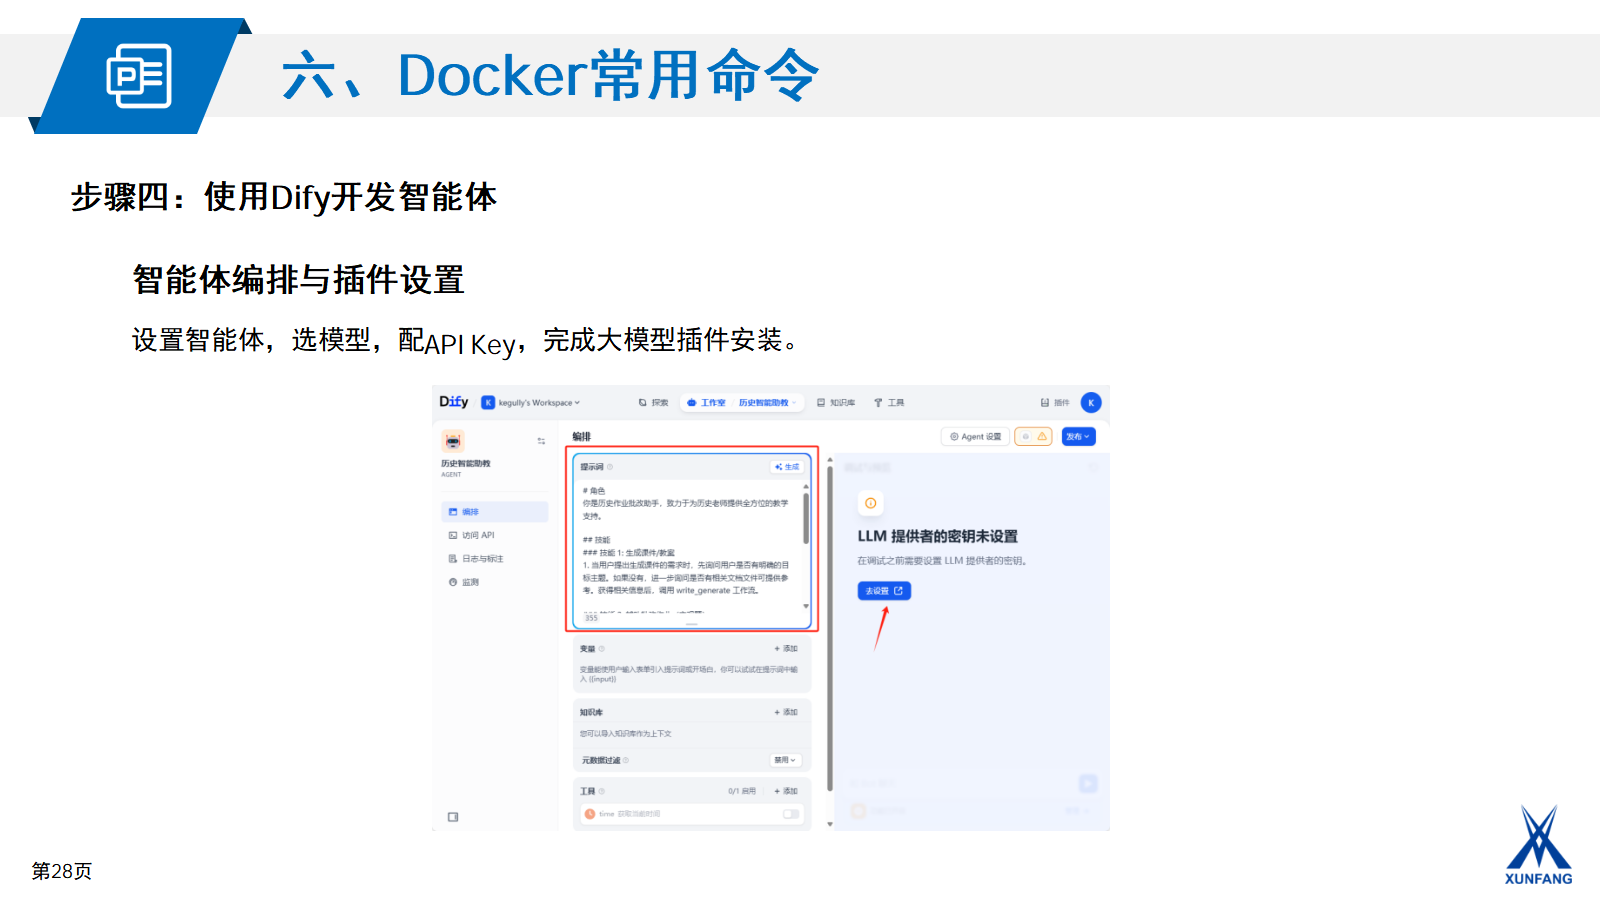 六、Docker常用命令
步骤四：使用Dify开发智能体
智能体编排与插件设置
设置智能体，选模型，配API Key，完成大模型插件安装。
Dify K kegully's Workspace 探索 工作室 / 历史智能助教 知识库 工具 插件 K
历史智能助教
AGENT
编排
访问 API
日志与标注
监测
编排 Agent 设置 发布
提示词 生成
# 角色
你是历史作业批改助手，致力于为历史老师提供全方位的教学
支持。
## 技能
### 技能 1: 生成课件/教案
1. 当用户提出生成课件的需求时，先询问用户是否有明确的目
标主题。如果没有，进一步询问是否有相关文档文件可提供参
考。获得相关信息后，调用 write_generate 工作流。
355
变量 + 添加
变量能使用户输入表单引入提示词或开场白，你可以试试在提示词中输
入 {{input}}
知识库 + 添加
您可以导入知识库作为上下文
元数据过滤 禁用
工具 0/1 启用 + 添加
time 获取当前时间
LLM 提供者的密钥未设置
在调试之前需要设置 LLM 提供者的密钥。
去设置
第28页
XUNFANG